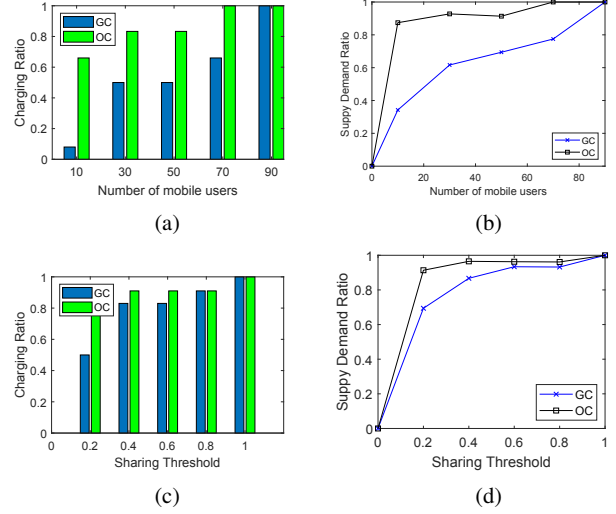 1
0.8
0.6
0.4
0.2
0
GC
OC
Charging Ratio
10 30 50 70 90
Number of mobile users
(a)
1
0.8
0.6
0.4
0.2
0
Suppy Demand Ratio
GC
OC
0 20 40 60 80
Number of mobile users
(b)
1
0.8
0.6
0.4
0.2
0
GC
OC
Charging Ratio
0 0.2 0.4 0.6 0.8 1
Sharing Threshold
(c)
1
0.8
0.6
0.4
0.2
0
Suppy Demand Ratio
GC
OC
0 0.2 0.4 0.6 0.8 1
Sharing Threshold
(d)